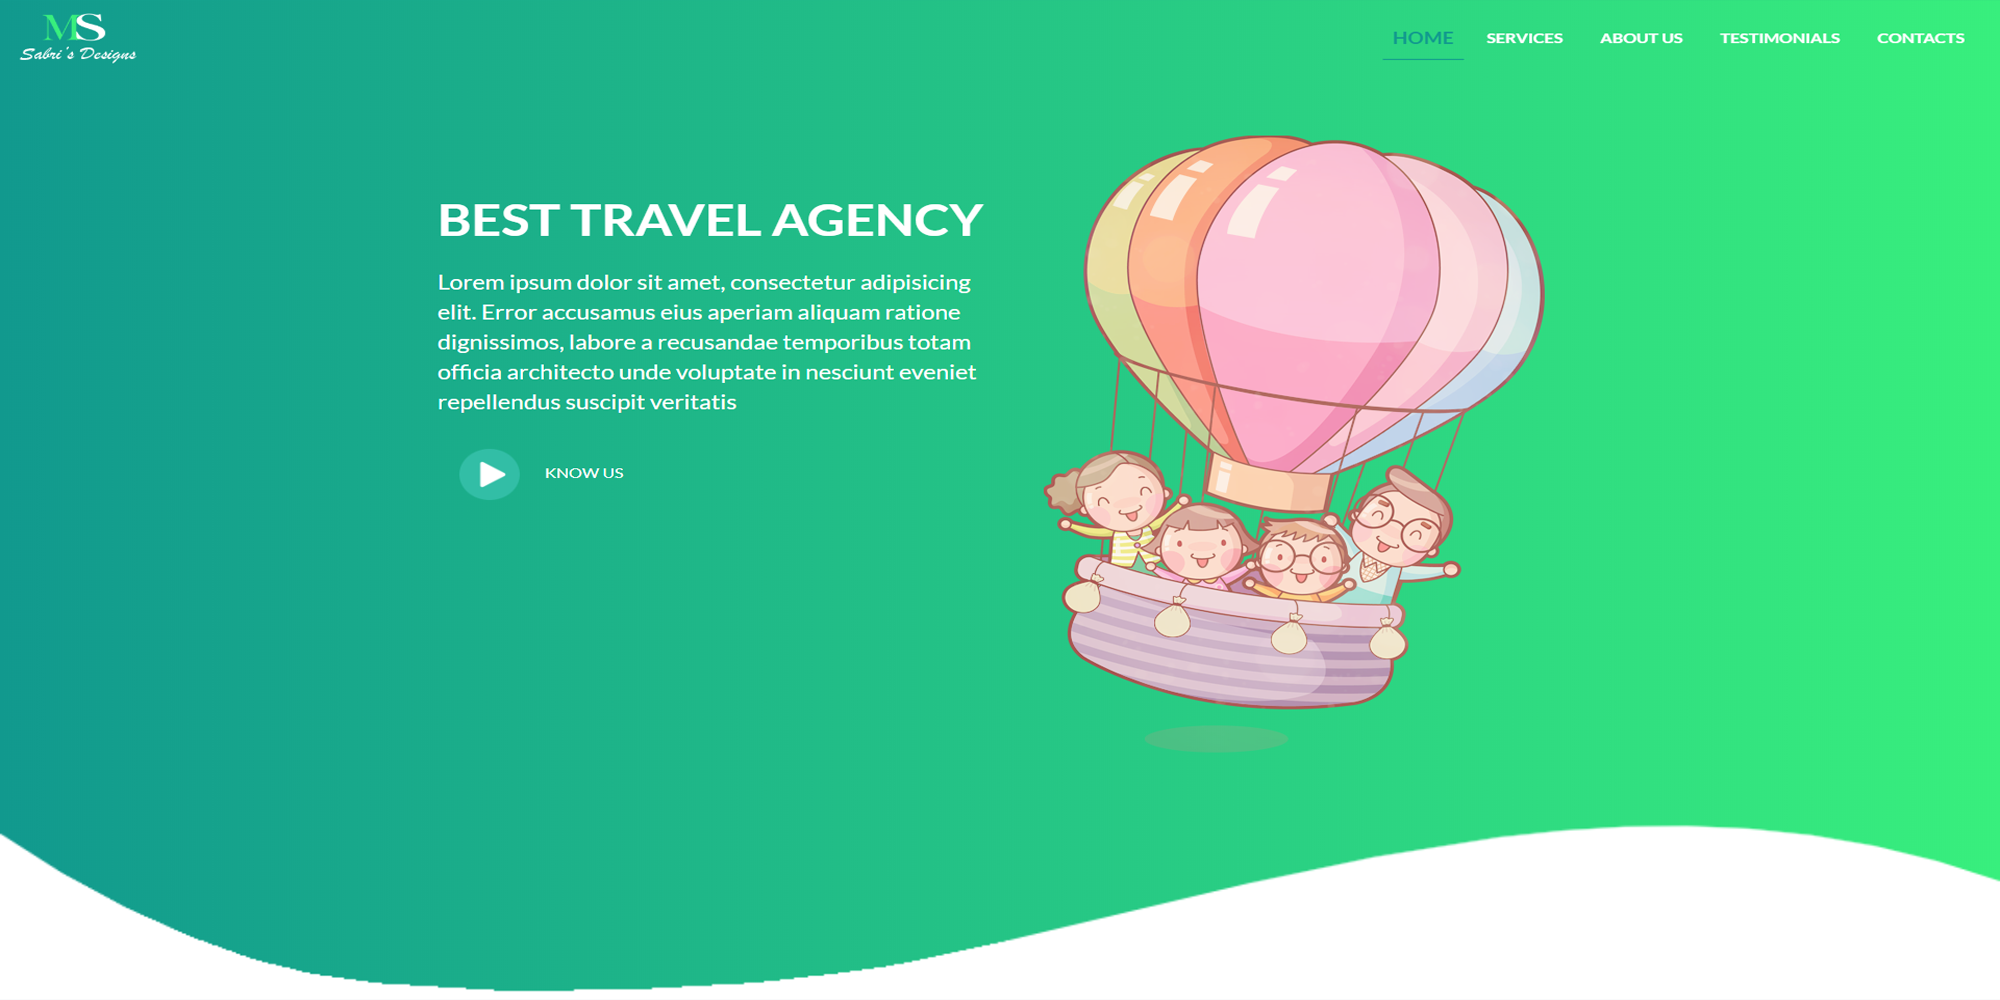 MS
Sabri's Designs
HOME SERVICES ABOUT US TESTIMONIALS CONTACTS
BEST TRAVEL AGENCY
Lorem ipsum dolor sit amet, consectetur adipisicing
elit. Error accusamus eius aperiam aliquam ratione
dignissimos, labore a recusandae temporibus totam
officia architecto unde voluptate in nesciunt eveniet
repellendus suscipit veritatis
KNOW US